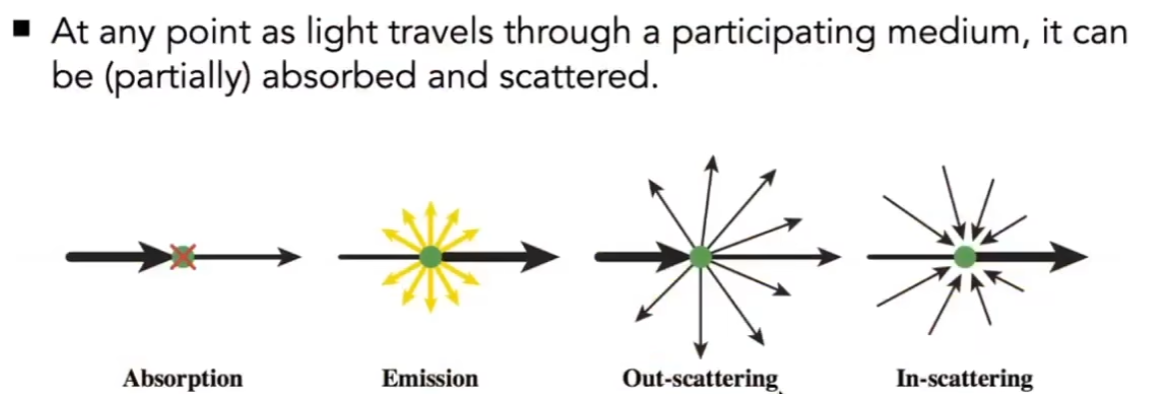 ■ At any point as light travels through a participating medium, it can
be (partially) absorbed and scattered.
Absorption
Emission
Out-scattering
In-scattering